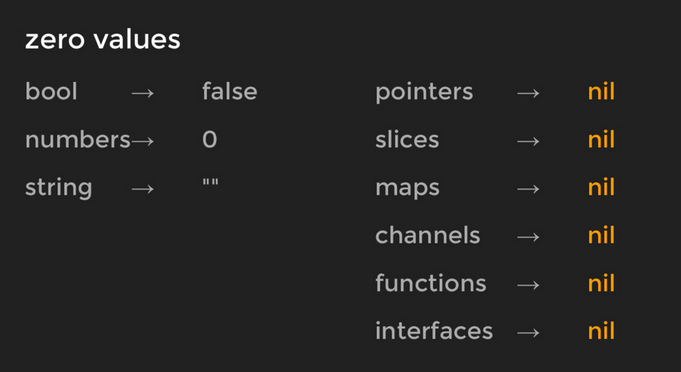 zero values
bool → false pointers → nil
numbers→ 0 slices → nil
string → "" maps → nil
channels → nil
functions → nil
interfaces → nil